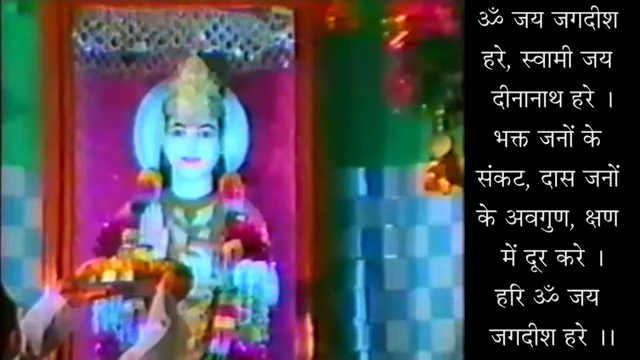 ॐ जय जगदीश
हरे, स्वामी जय
दीनानाथ हरे ।
भक्त जनों के
संकट, दास जनों
के अवगुण, क्षण
में दूर करे ।
हरि ॐ जय
जगदीश हरे ।।